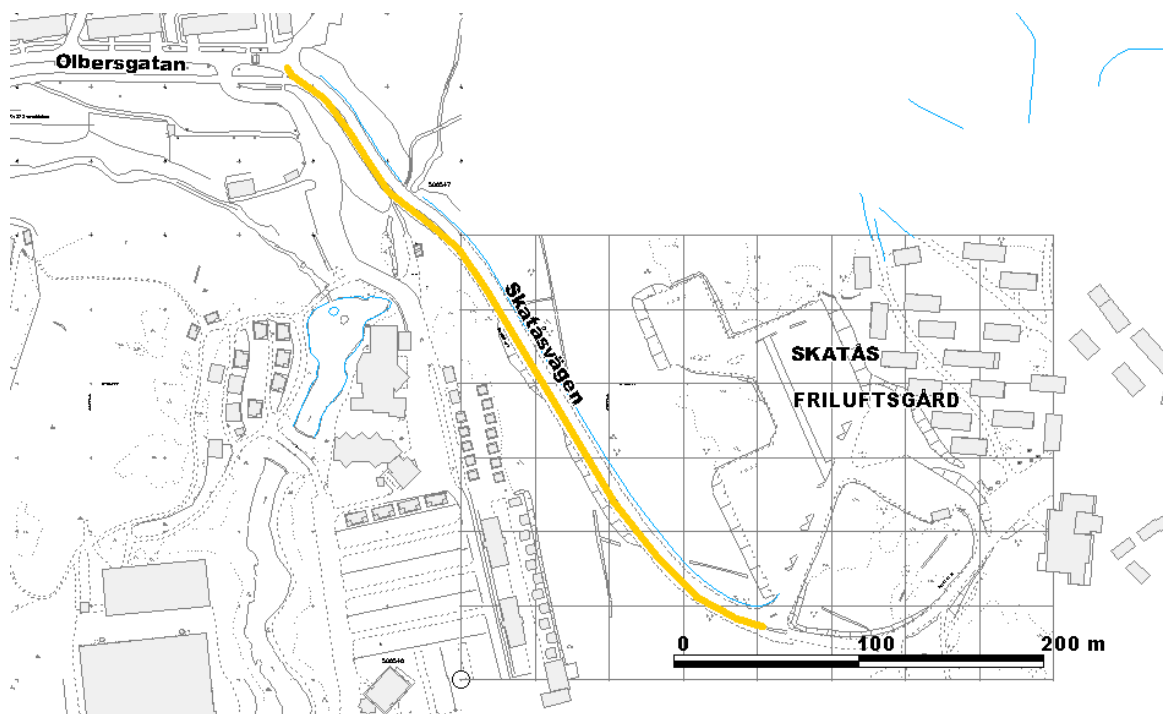 Olbersgatan
Skatåsvägen
SKATÅS
FRILUFTSGÅRD
0 100 200 m